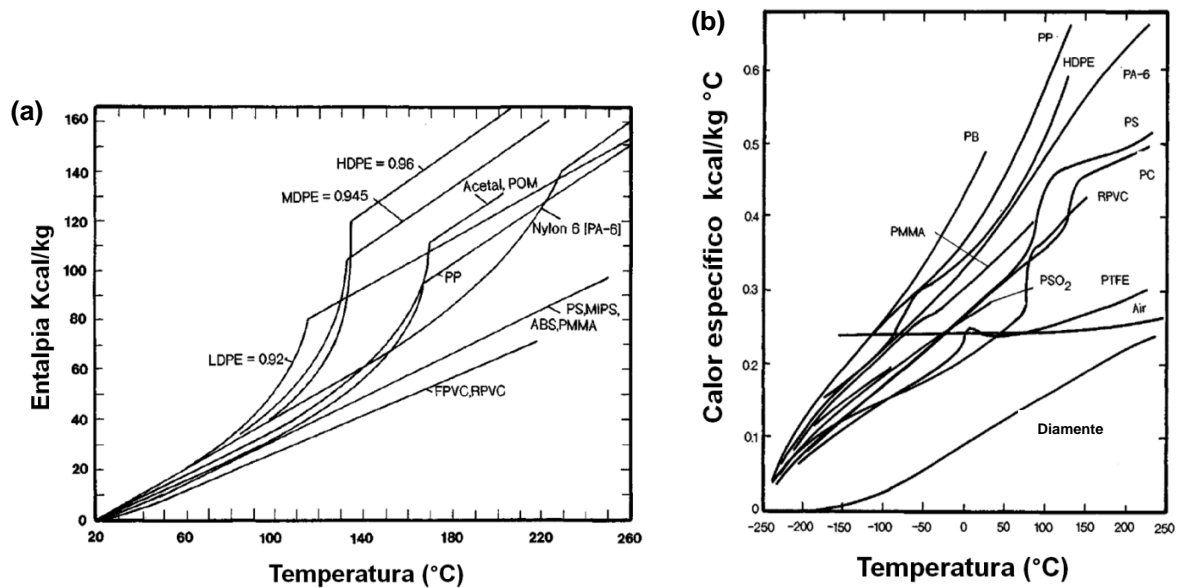 (a)
Entalpia Kcal/kg
160
140
120
100
80
60
40
20
0
20
60
100
140
180
220
260
Temperatura (°C)
HDPE = 0.96
MDPE = 0.945
Acetal, POM
Nylon 6 [PA-6]
PP
PS,MIPS,
ABS,PMMA
LDPE = 0.92
FPVC,RPVC
(b)
Calor específico kcal/kg °C
0.6
0.5
0.4
0.3
0.2
0.1
0
-250
-200
-150
-100
-50
0
50
100
150
200
250
Temperatura (°C)
PP
HDPE
PA-6
PB
PS
PC
RPVC
PMMA
PSO2
PTFE
Air
Diamente